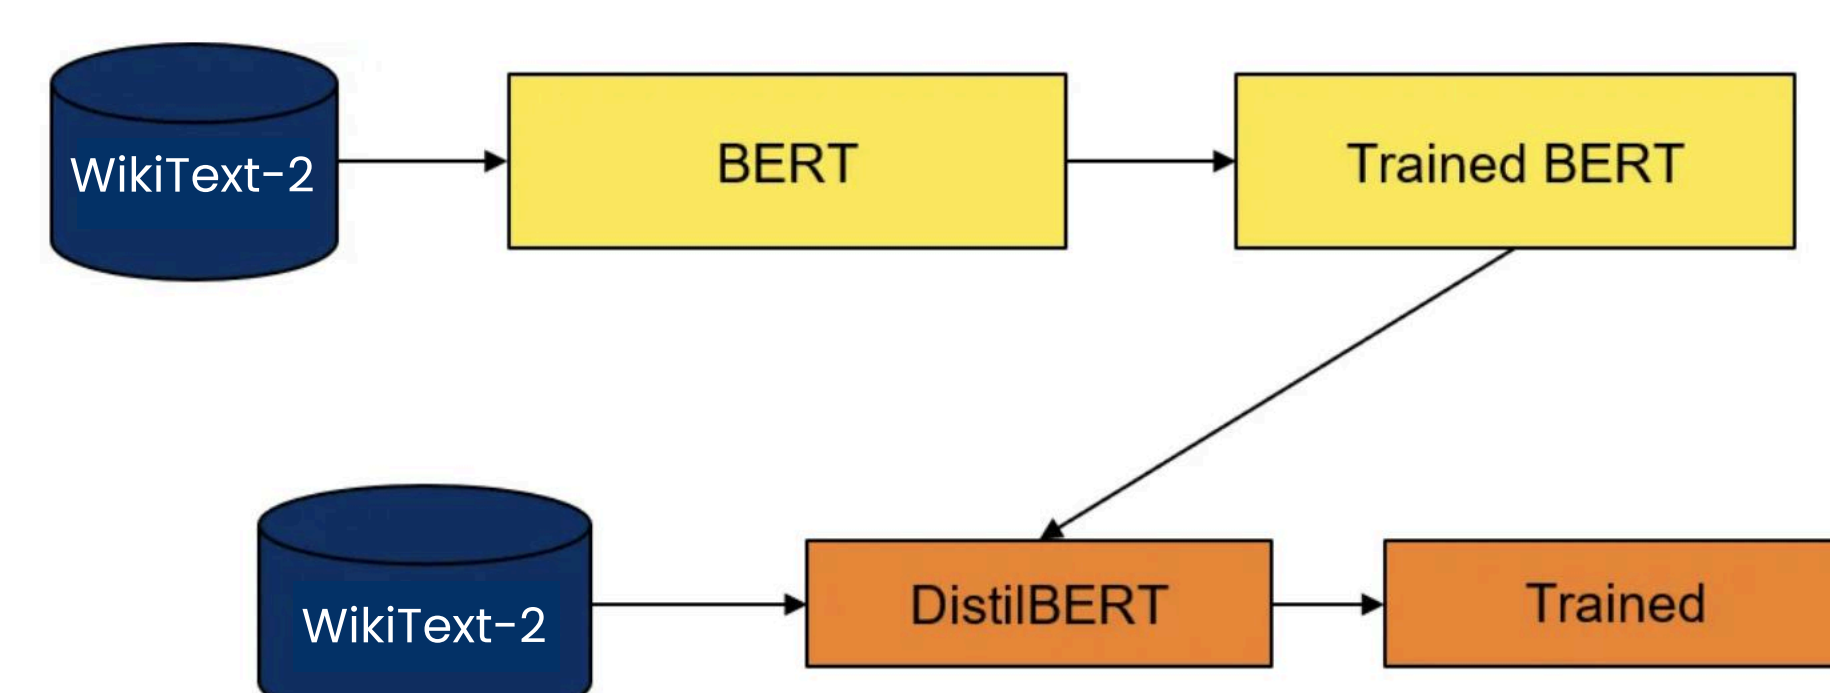 WikiText-2
BERT
Trained BERT
WikiText-2
DistilBERT
Trained